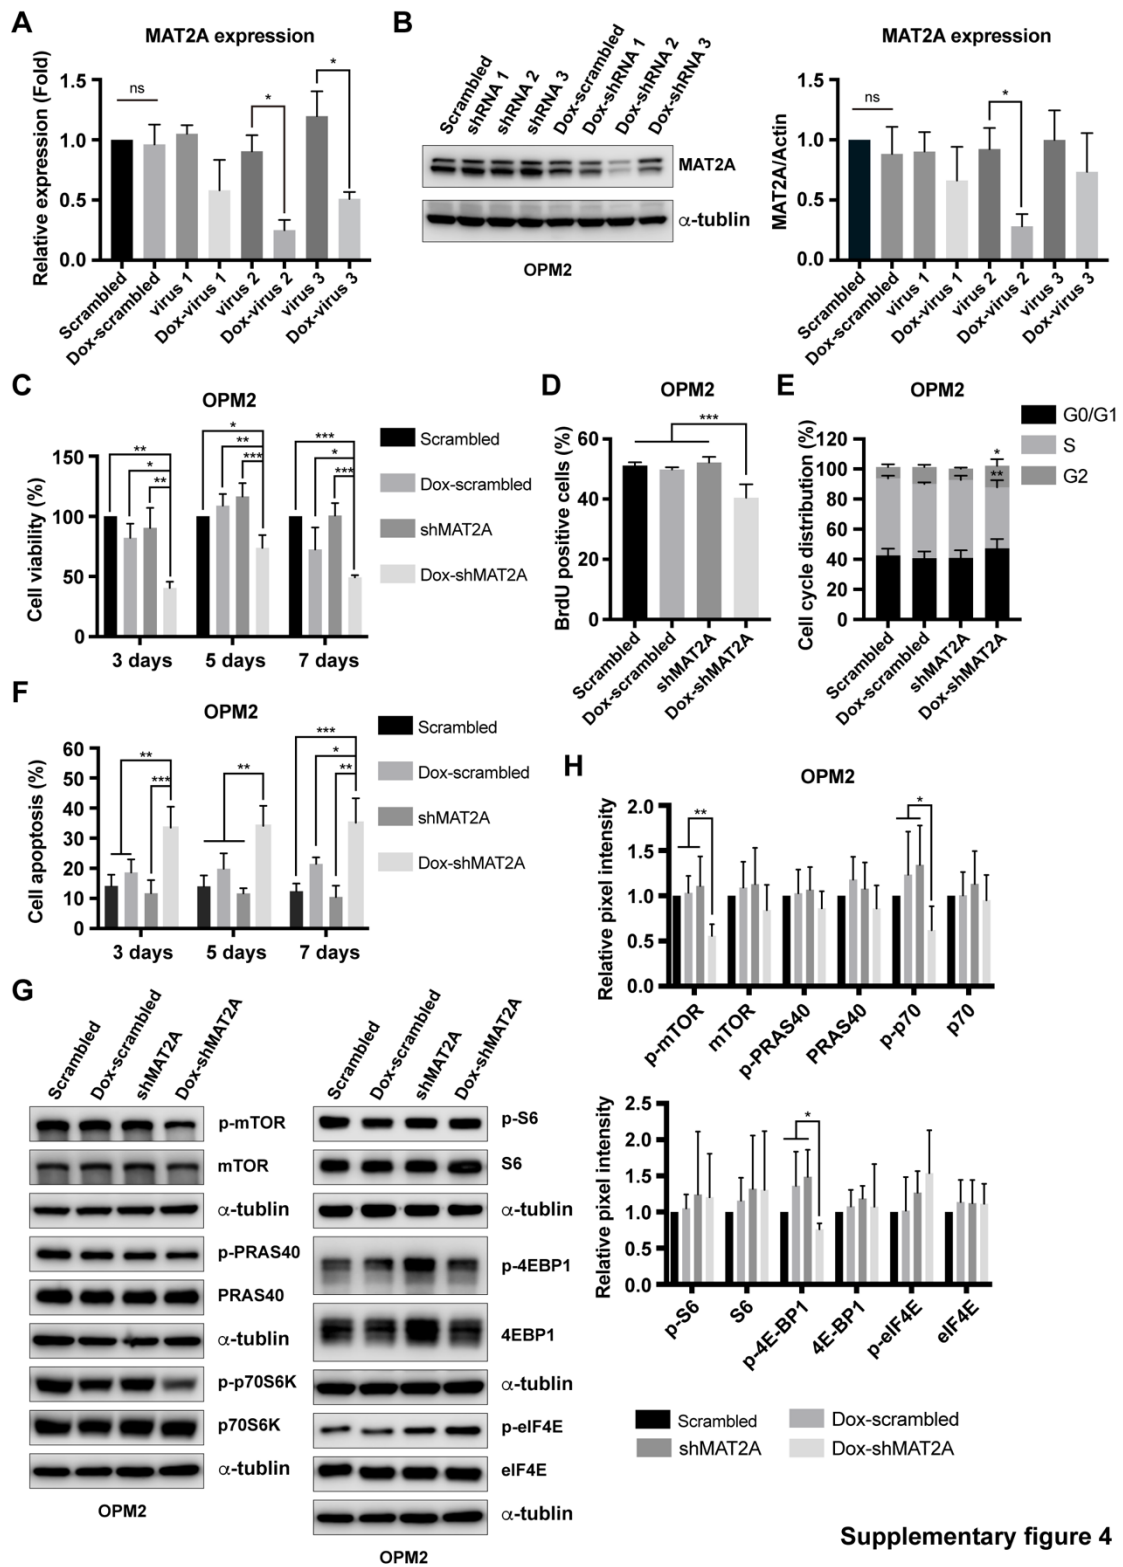 A
MAT2A expression
Relative expression (Fold)
1.5
1.0
0.5
0.0
ns
*
*
Scrambled
Dox-scrambled
virus 1
Dox-virus 1
virus 2
Dox-virus 2
virus 3
Dox-virus 3
B
Scrambled
shRNA 1
shRNA 2
shRNA 3
Dox-scrambled
Dox-shRNA 1
Dox-shRNA 2
Dox-shRNA 3
MAT2A
α-tublin
OPM2
MAT2A expression
MAT2A/Actin
1.5
1.0
0.5
0.0
ns
*
Scrambled
Dox-scrambled
virus 1
Dox-virus 1
virus 2
Dox-virus 2
virus 3
Dox-virus 3
C
OPM2
Cell viability (%)
150
100
50
0
**
*
**
*
**
***
***
*
***
3 days
5 days
7 days
Scrambled
Dox-scrambled
shMAT2A
Dox-shMAT2A
D
OPM2
BrdU positive cells (%)
60
40
20
0
***
Scrambled
Dox-scrambled
shMAT2A
Dox-shMAT2A
E
OPM2
Cell cycle distribution (%)
120
100
80
60
40
20
0
*
**
Scrambled
Dox-scrambled
shMAT2A
Dox-shMAT2A
G0/G1
S
G2
F
OPM2
Cell apoptosis (%)
60
50
40
30
20
10
0
**
***
**
***
*
**
3 days
5 days
7 days
Scrambled
Dox-scrambled
shMAT2A
Dox-shMAT2A
G
Scrambled
Dox-scrambled
shMAT2A
Dox-shMAT2A
p-mTOR
mTOR
α-tublin
p-PRAS40
PRAS40
α-tublin
p-p70S6K
p70S6K
α-tublin
OPM2
Scrambled
Dox-scrambled
shMAT2A
Dox-shMAT2A
p-S6
S6
α-tublin
p-4EBP1
4EBP1
α-tublin
p-eIF4E
eIF4E
α-tublin
OPM2
H
OPM2
Relative pixel intensity
2.0
1.5
1.0
0.5
0.0
**
*
p-mTOR
mTOR
p-PRAS40
PRAS40
p-p70
p70
Relative pixel intensity
2.5
2.0
1.5
1.0
0.5
0.0
*
p-S6
S6
p-4E-BP1
4E-BP1
p-eIF4E
eIF4E
Scrambled
Dox-scrambled
shMAT2A
Dox-shMAT2A
Supplementary figure 4